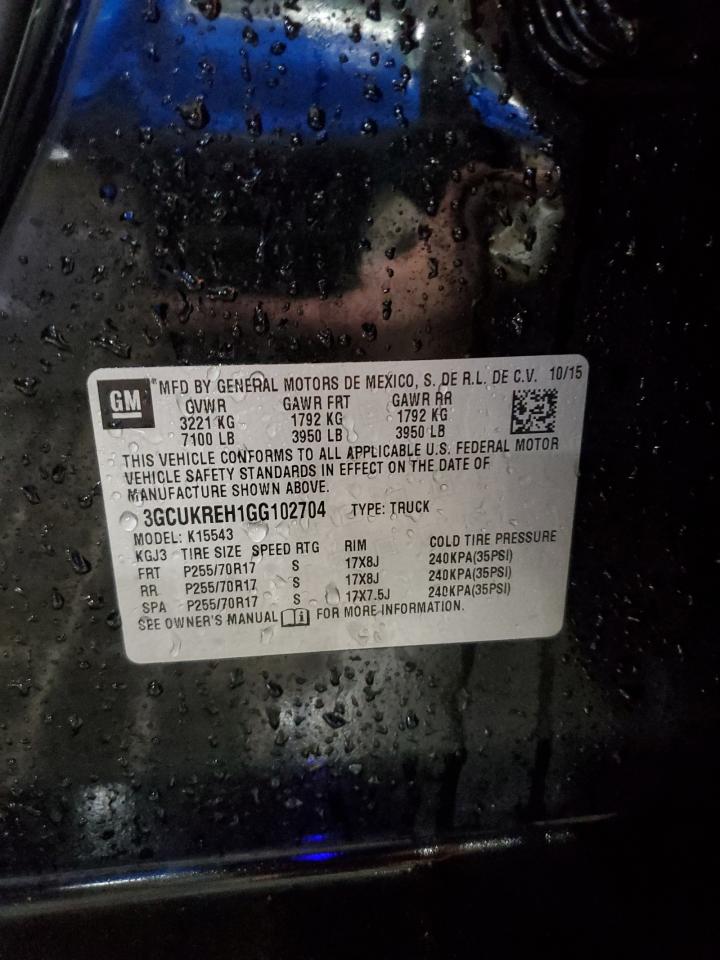 GM
*MFD BY GENERAL MOTORS DE MEXICO, S. DE R.L. DE C.V. 10/15
GVWR GAWR FRT GAWR RR
3221 KG 1792 KG 1792 KG
7100 LB 3950 LB 3950 LB
THIS VEHICLE CONFORMS TO ALL APPLICABLE U.S. FEDERAL MOTOR
VEHICLE SAFETY STANDARDS IN EFFECT ON THE DATE OF
MANUFACTURE SHOWN ABOVE.
3GCUKREH1GG102704 TYPE: TRUCK
MODEL: K15543
KGJ3 TIRE SIZE SPEED RTG RIM COLD TIRE PRESSURE
FRT P255/70R17 S 17X8J 240KPA(35PSI)
RR P255/70R17 S 17X8J 240KPA(35PSI)
SPA P255/70R17 S 17X7.5J 240KPA(35PSI)
SEE OWNER'S MANUAL FOR MORE INFORMATION.